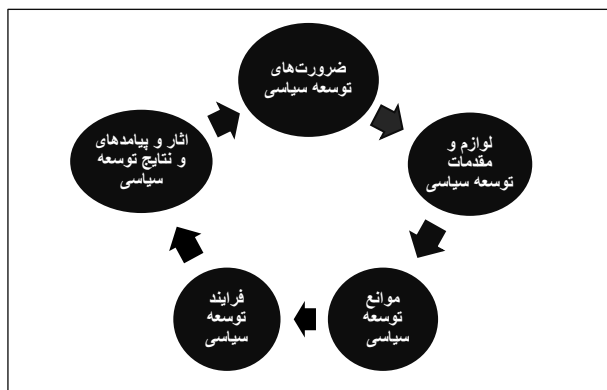 ضرورت‌های
توسعه سیاسی
لوازم و
مقدمات
توسعه سیاسی
موانع
توسعه
سیاسی
فرایند
توسعه
سیاسی
اثار و پیامدهای
و نتایج توسعه
سیاسی